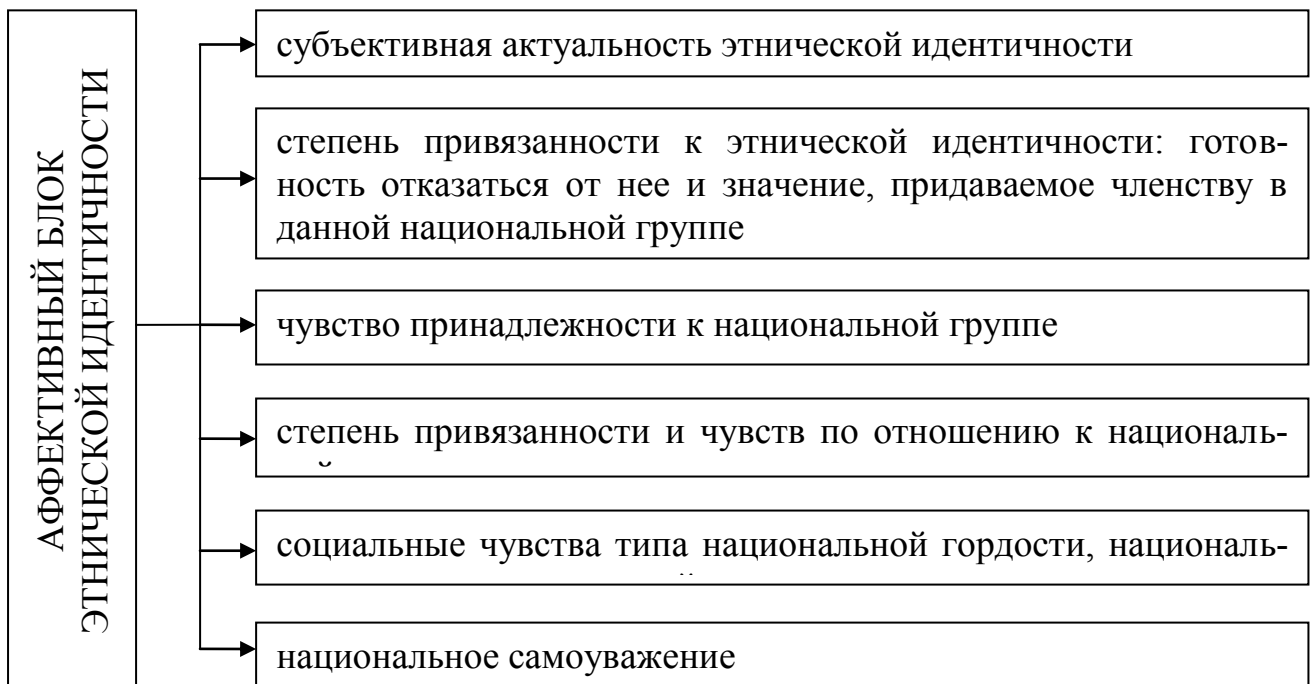 АФФЕКТИВНЫЙ БЛОК
ЭТНИЧЕСКОЙ ИДЕНТИЧНОСТИ
субъективная актуальность этнической идентичности
степень привязанности к этнической идентичности: готов-
ность отказаться от нее и значение, придаваемое членству в
данной национальной группе
чувство принадлежности к национальной группе
степень привязанности и чувств по отношению к националь-
социальные чувства типа национальной гордости, националь-
национальное самоуважение